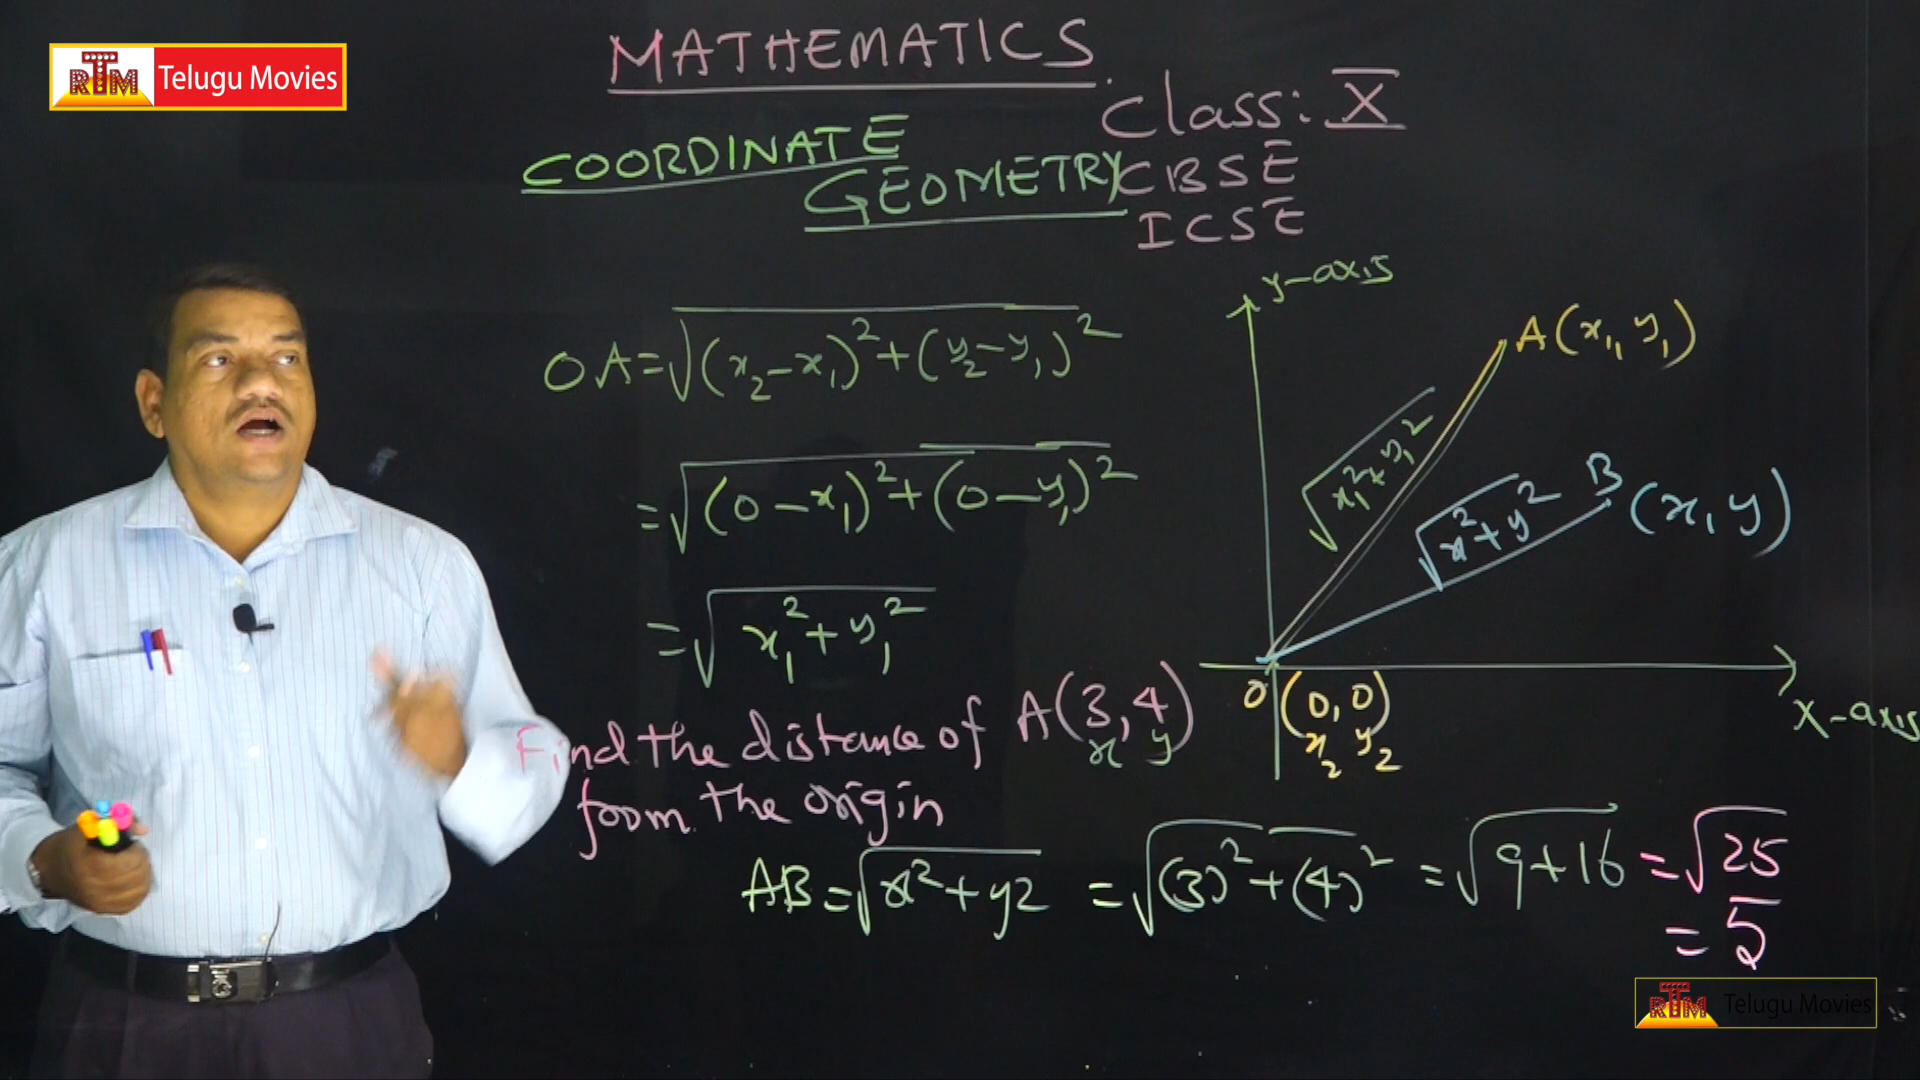 RTM Telugu Movies
MATHEMATICS
Class: X
COORDINATE
GEOMETRY
CBSE
ICSE
OA=√(x₂-x₁)²+(y₂-y₁)²
=√(0-x₁)²+(0-y₁)²
=√x₁²+y₁²
y-axis
A(x₁, y₁)
√x₁²+y₁²
√x²+y²
B (x, y)
O (0, 0)
x₂ y₂
X-axis
Find the distance of A(3, 4)
x y
from the origin
AB=√x²+y2 =√(3)²+(4)² =√9+16 =√25
= 5
RTM Telugu Movies